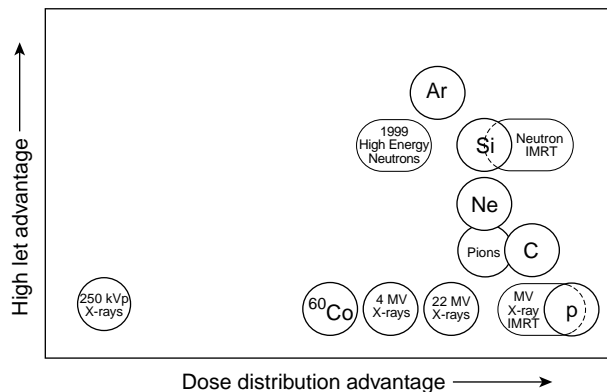 High let advantage
Ar
1999
High Energy
Neutrons
Si
Neutron
IMRT
Ne
Pions
C
250 kVp
X-rays
⁶⁰Co
4 MV
X-rays
22 MV
X-rays
MV
X-ray
IMRT
p
Dose distribution advantage